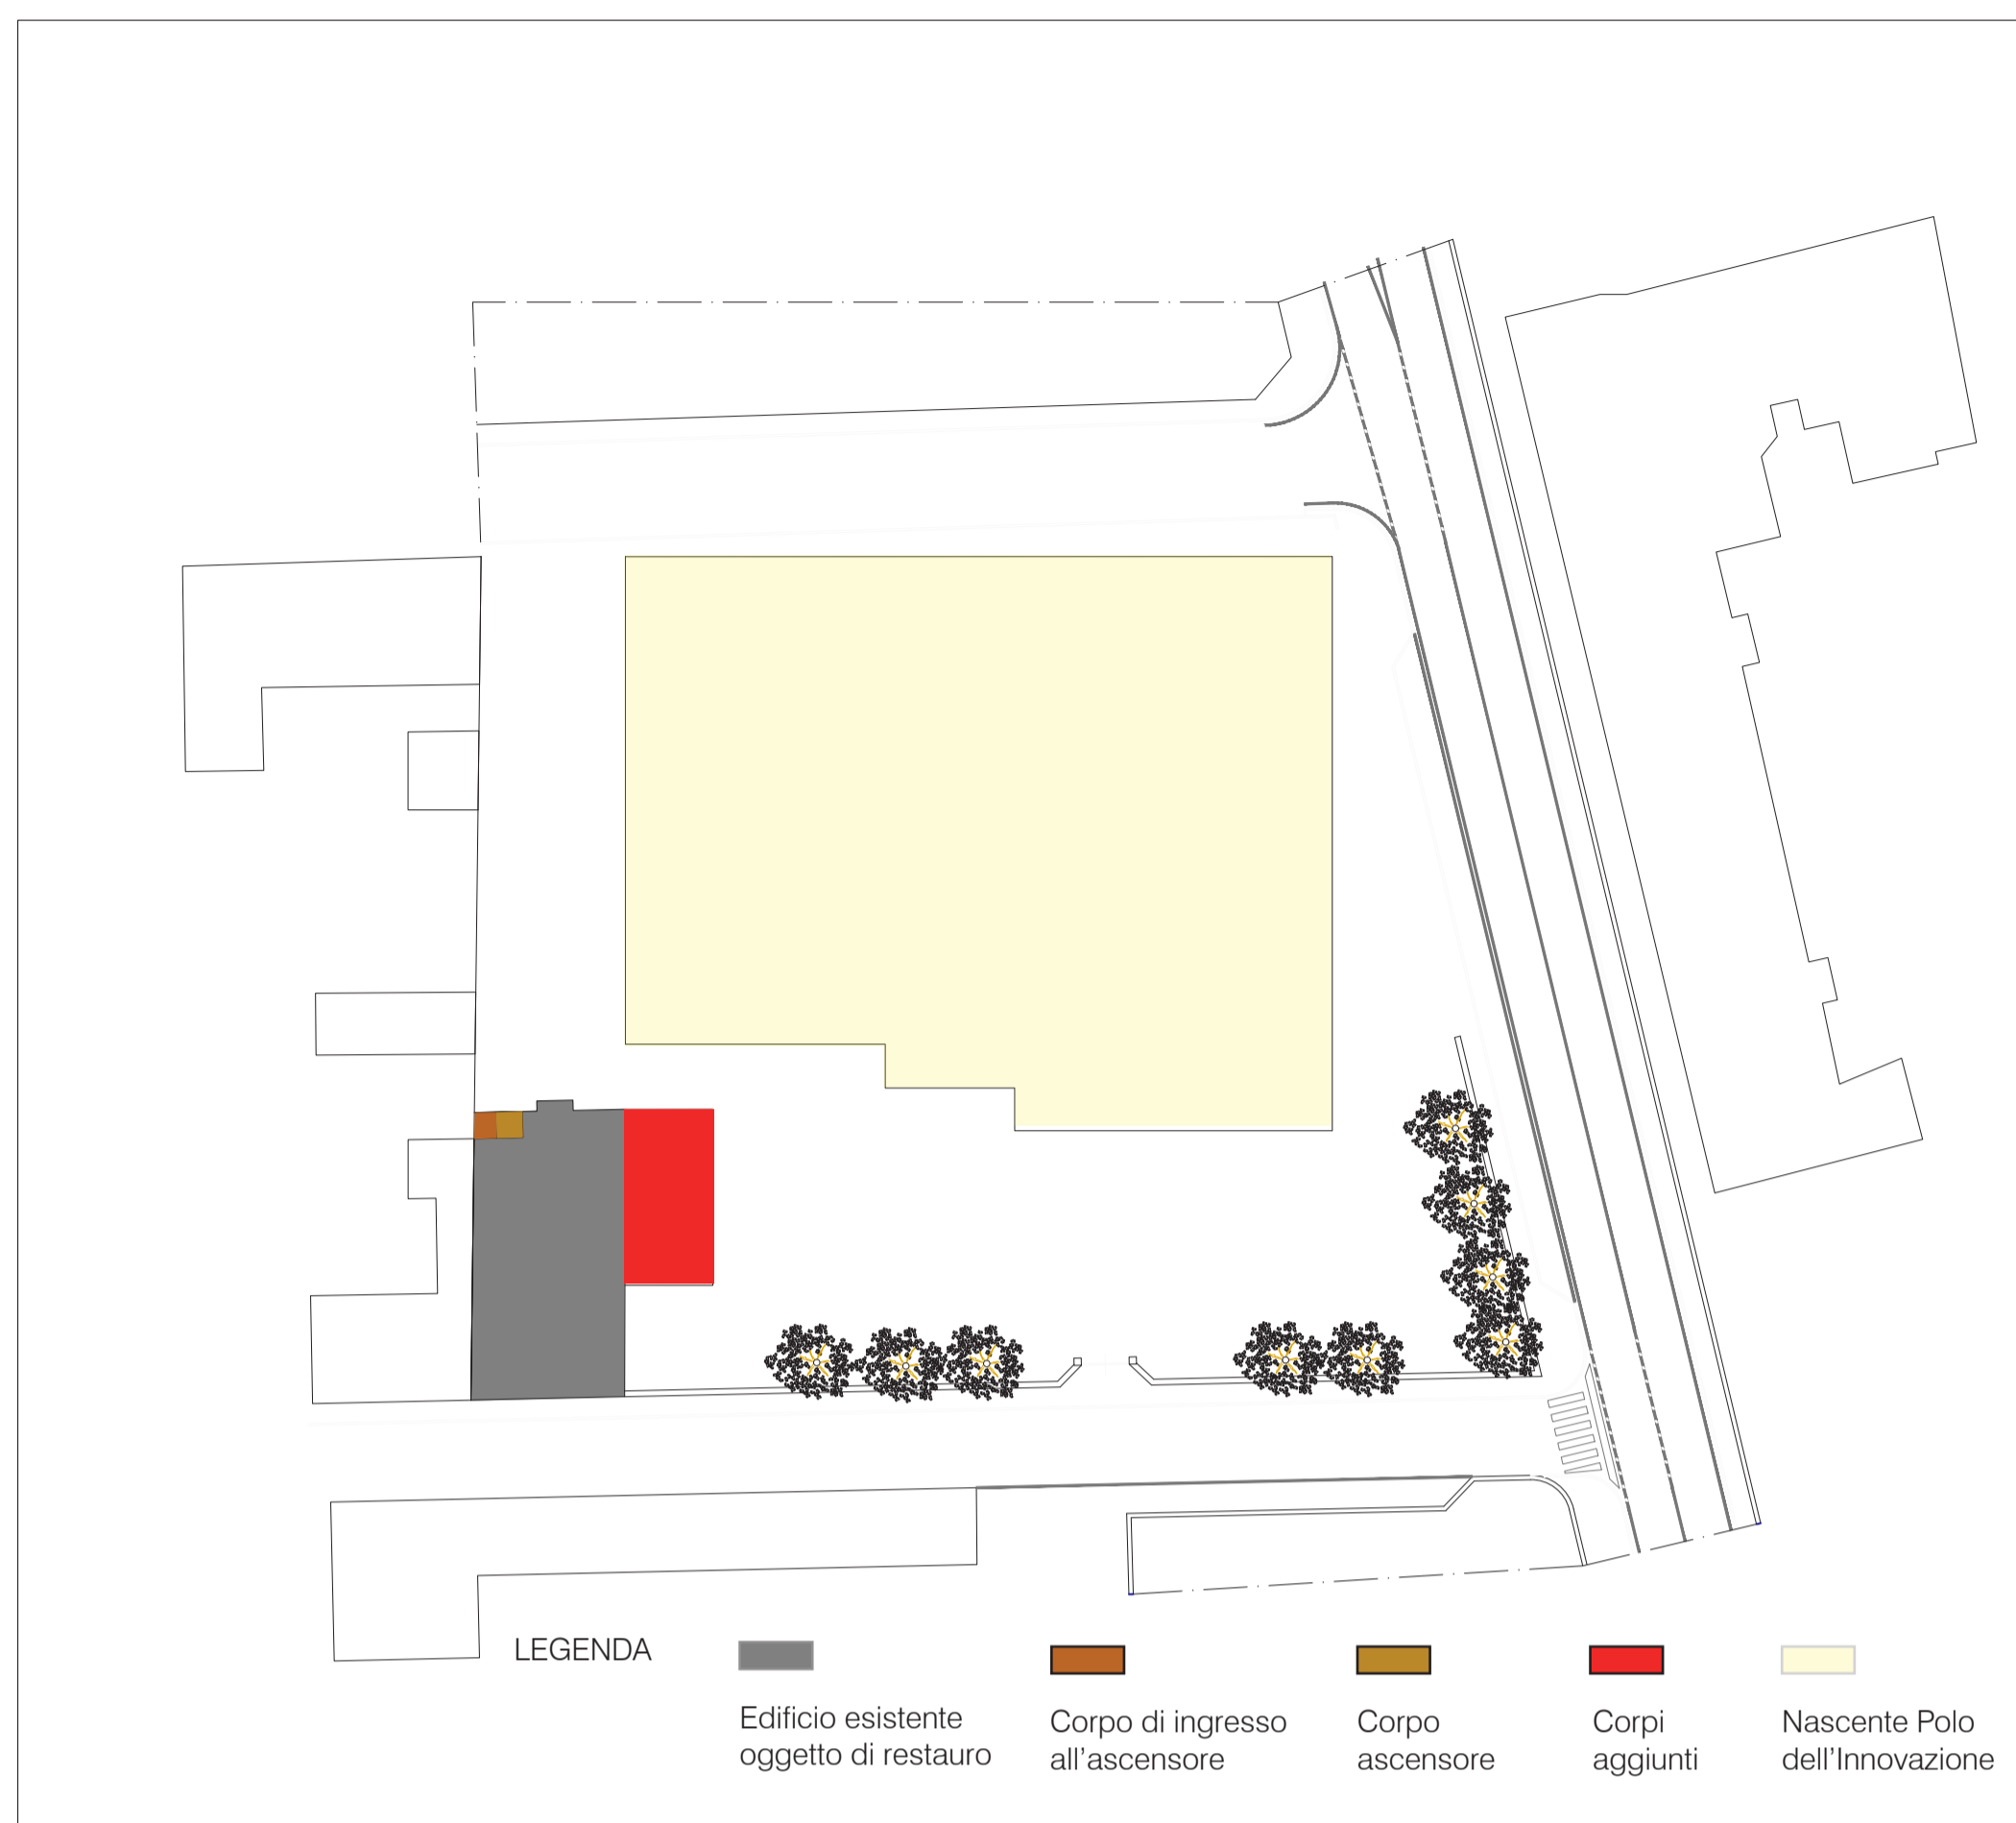 LEGENDA
Edificio esistente
oggetto di restauro
Corpo di ingresso
all'ascensore
Corpo
ascensore
Corpi
aggiunti
Nascente Polo
dell'Innovazione